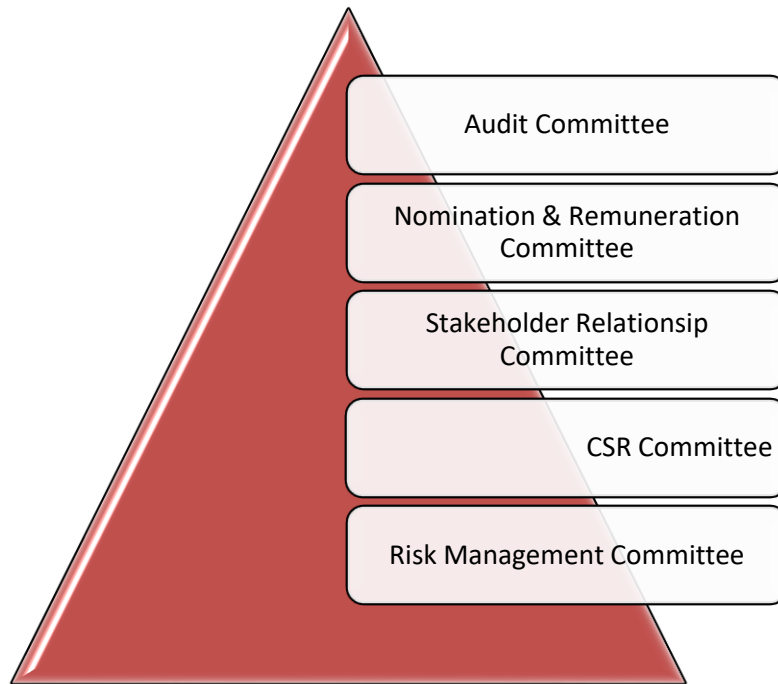 Audit Committee
Nomination & Remuneration
Committee
Stakeholder Relationsip
Committee
CSR Committee
Risk Management Committee